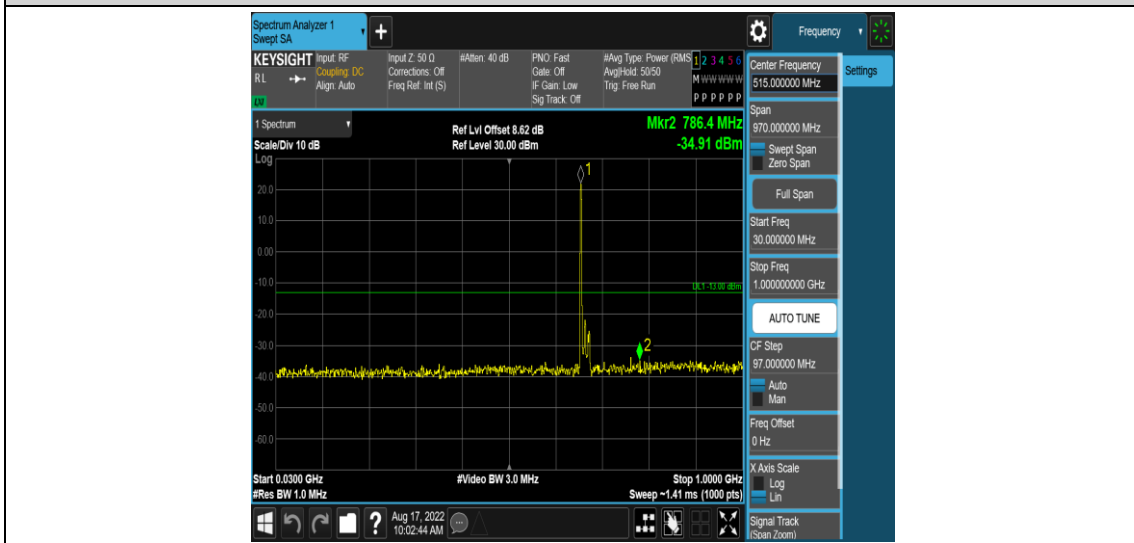 Spectrum Analyzer 1
Swept SA
+
Frequency
KEYSIGHT
RL
LXI
Input: RF
Coupling: DC
Align: Auto
Input Z: 50 Ω
Corrections: Off
Freq Ref: Int (S)
#Atten: 40 dB
PNO: Fast
Gate: Off
IF Gain: Low
Sig Track: Off
#Avg Type: Power (RMS
Avg|Hold: 50/50
Trig: Free Run
1 2 3 4 5 6
M W W W W W
P P P P P P
1 Spectrum
Scale/Div 10 dB
Ref Lvl Offset 8.62 dB
Ref Level 30.00 dBm
Mkr2 786.4 MHz
-34.91 dBm
Log
1
20.0
10.0
0.00
-10.0
DL1 -13.00 dBm
-20.0
-30.0
2
-40.0
-50.0
-60.0
Start 0.0300 GHz
#Video BW 3.0 MHz
Stop 1.0000 GHz
#Res BW 1.0 MHz
Sweep ~1.41 ms (1000 pts)
?
Aug 17, 2022
10:02:44 AM
Center Frequency
515.000000 MHz
Settings
Span
970.000000 MHz
Swept Span
Zero Span
Full Span
Start Freq
30.000000 MHz
Stop Freq
1.000000000 GHz
AUTO TUNE
CF Step
97.000000 MHz
Auto
Man
Freq Offset
0 Hz
X Axis Scale
Log
Lin
Signal Track
(Span Zoom)